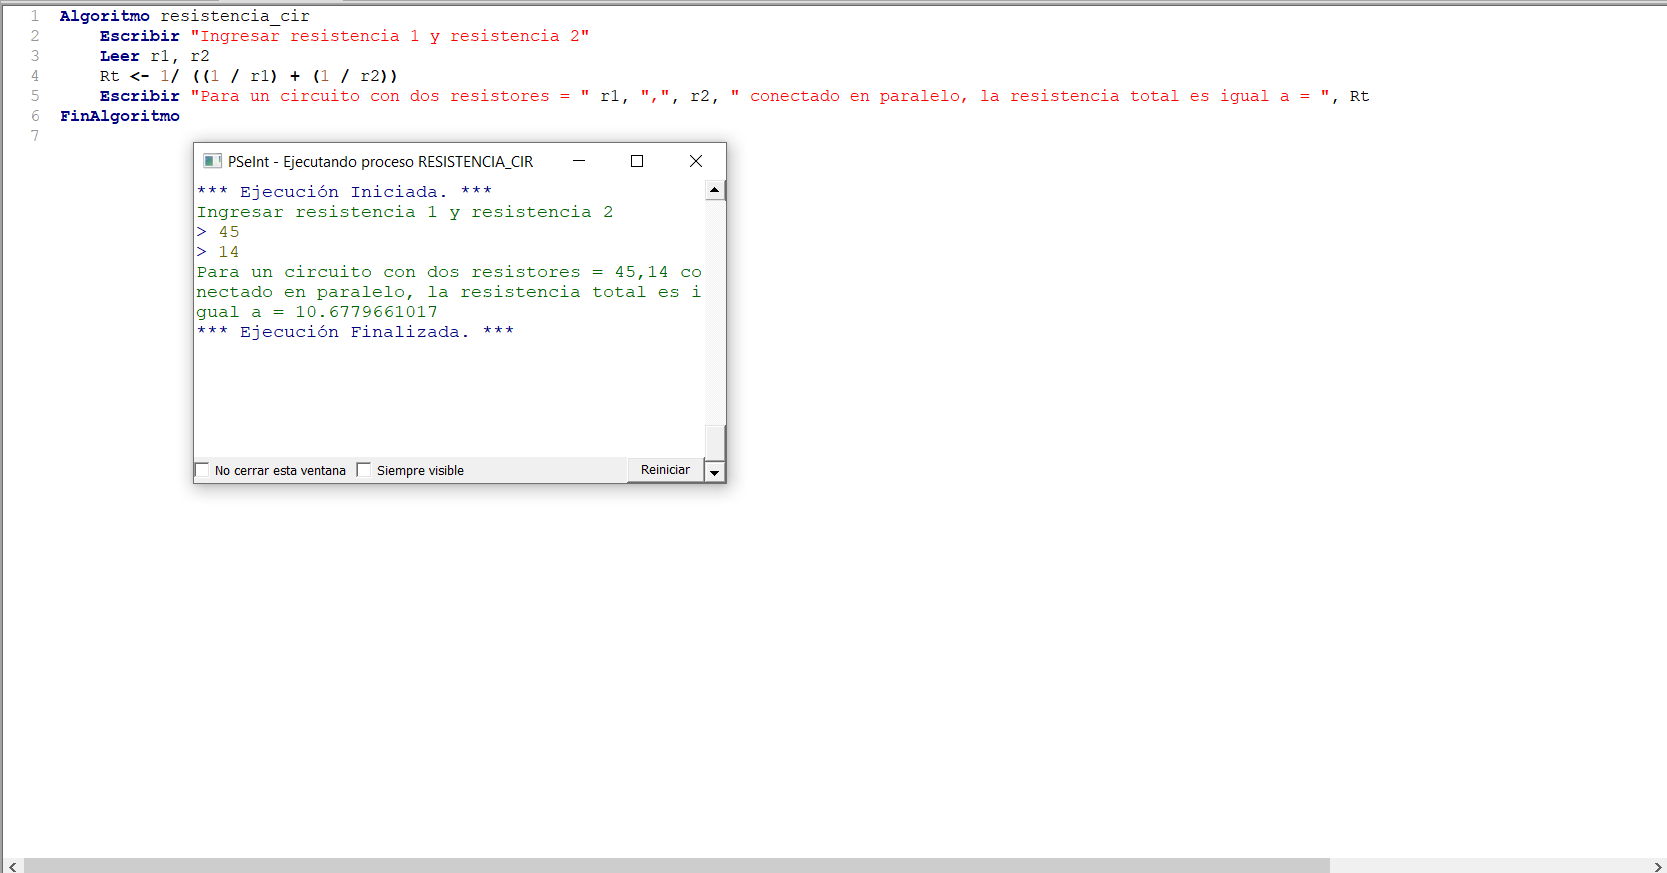 1 Algoritmo resistencia_cir
2 Escribir "Ingresar resistencia 1 y resistencia 2"
3 Leer r1, r2
4 Rt <- 1/ ((1 / r1) + (1 / r2))
5 Escribir "Para un circuito con dos resistores = " r1, ",", r2, " conectado en paralelo, la resistencia total es igual a = ", Rt
6 FinAlgoritmo
7
PSeInt - Ejecutando proceso RESISTENCIA_CIR
*** Ejecución Iniciada. ***
Ingresar resistencia 1 y resistencia 2
> 45
> 14
Para un circuito con dos resistores = 45,14 co
nectado en paralelo, la resistencia total es i
gual a = 10.6779661017
*** Ejecución Finalizada. ***
No cerrar esta ventana Siempre visible Reiniciar